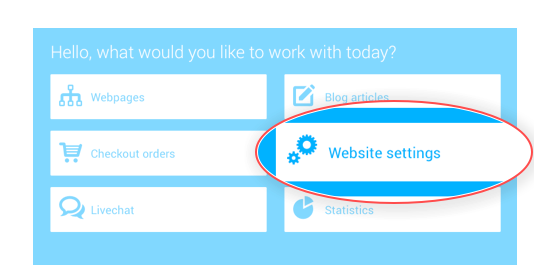 Hello, what would you like to work with today?
Webpages
Blog articles
Checkout orders
Website settings
Livechat
Statistics